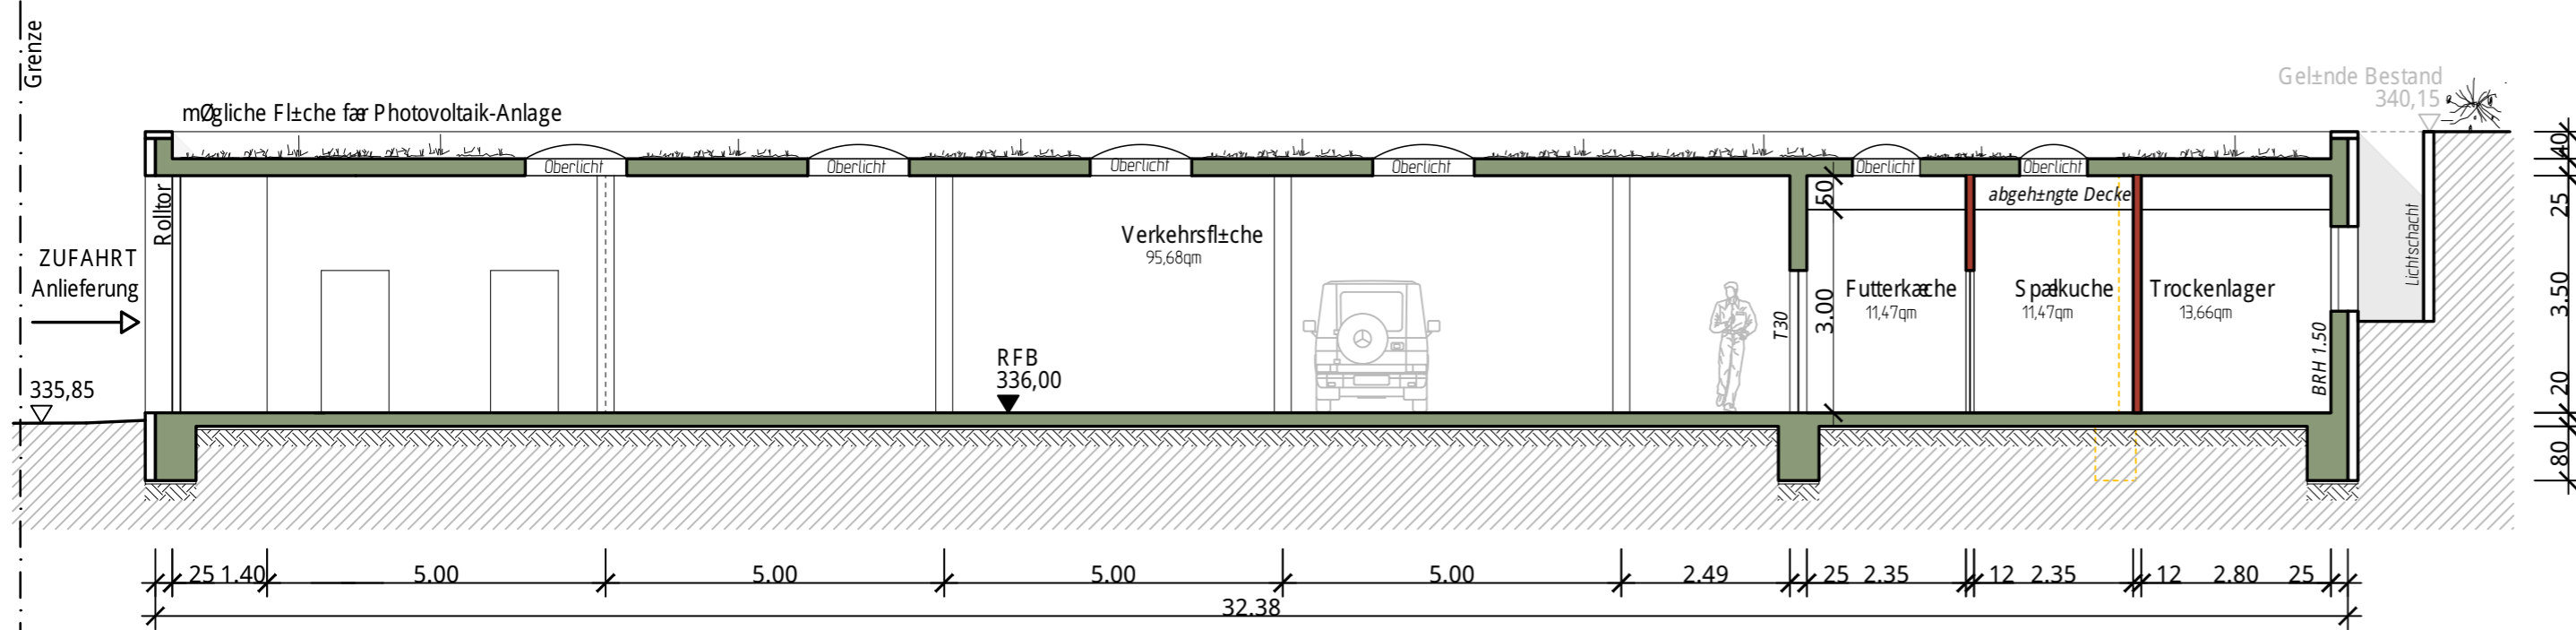 Grenze
Gel±nde Bestand
340,15
mØgliche Fl±che fær Photovoltaik-Anlage
Oberlicht
Oberlicht
Oberlicht
Oberlicht
Oberlicht
Oberlicht
40
Rolltor
50
abgeh±ngte Decke
25
Lichtschacht
Verkehrsfl±che
95,68qm
ZUFAHRT
Anlieferung
Futterkæche
11,47qm
Spælkuche
11,47qm
Trockenlager
13,66qm
3.00
3.50
T30
BRH 1.50
RFB
336,00
335,85
20
80
25 1.40 5.00 5.00 5.00 5.00 2.49 25 2.35 12 2.35 12 2.80 25
32.38